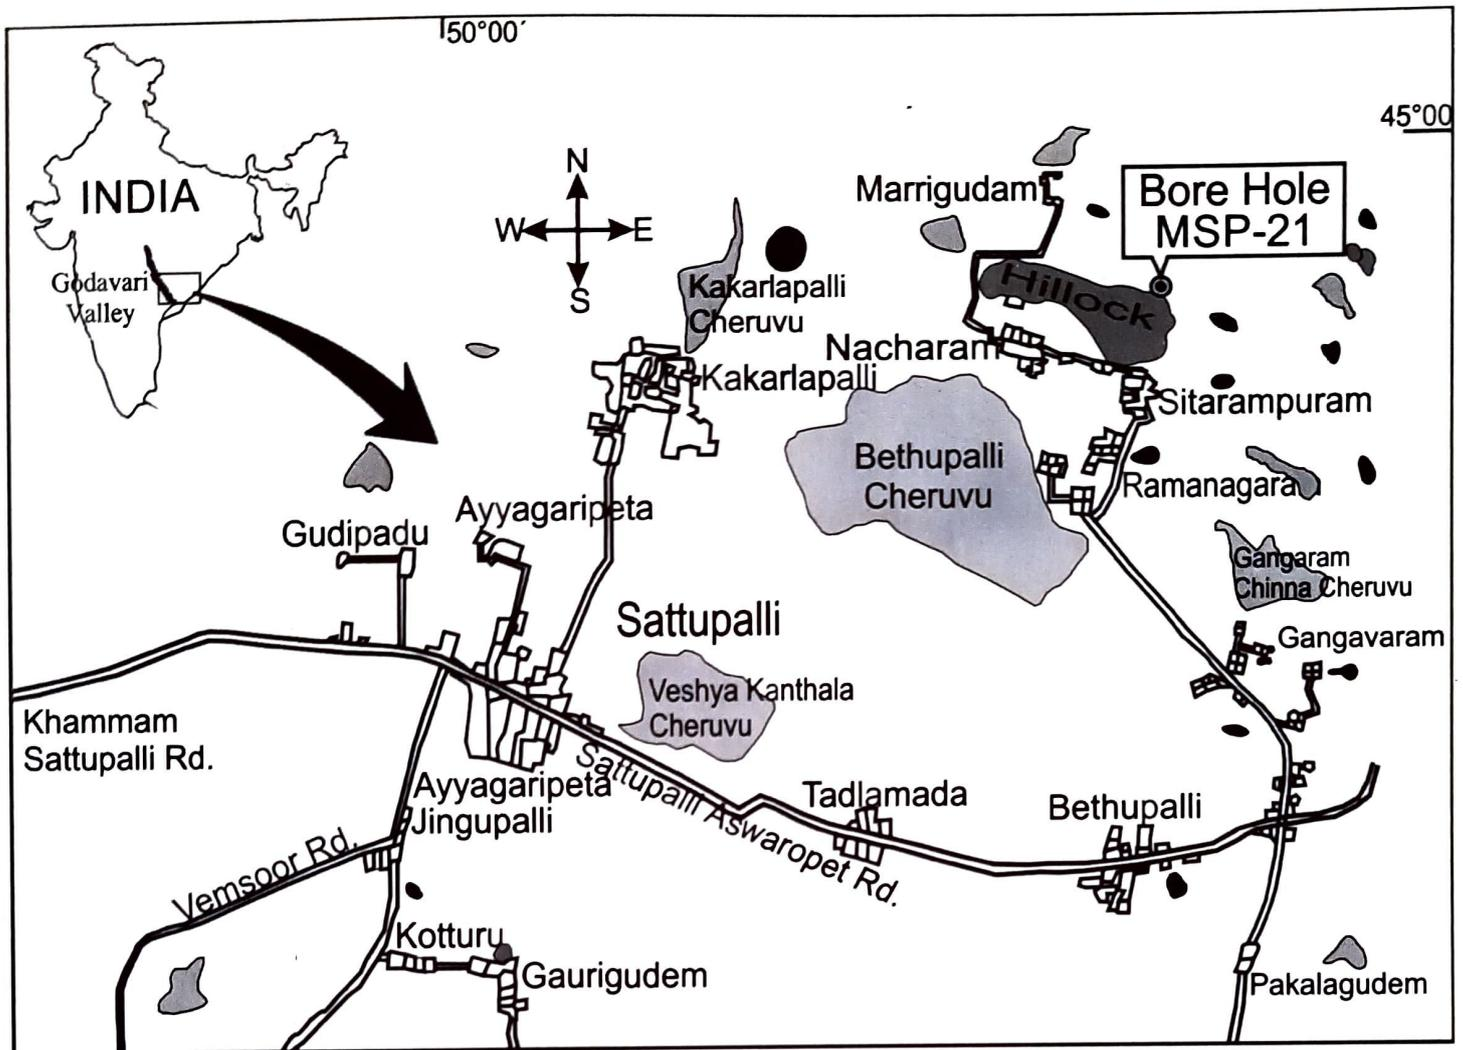 50°00′
45°00
INDIA
Godavari
Valley
N
W E
S
Marrigudam
Bore Hole
MSP-21
Hillock
Kakarlapalli
Cheruvu
Nacharam
Kakarlapalli
Sitarampuram
Bethupalli
Cheruvu
Ramanagaram
Ayyagaripeta
Gudipadu
Gangaram
Chinna Cheruvu
Sattupalli
Gangavaram
Veshya Kanthala
Cheruvu
Khammam
Sattupalli Rd.
Sattupalli Aswaropet Rd.
Ayyagaripeta
Jingupalli
Tadlamada
Bethupalli
Vemsoor Rd.
Kotturu
Gaurigudem
Pakalagudem